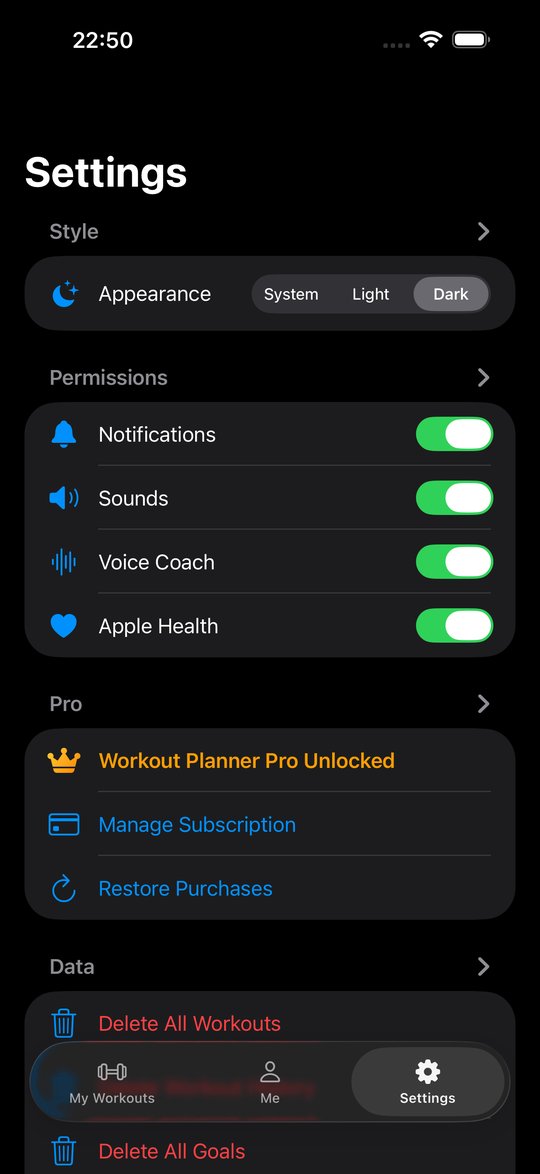 22:50
Settings
Style
Appearance System Light Dark
Permissions
Notifications
Sounds
Voice Coach
Apple Health
Pro
Workout Planner Pro Unlocked
Manage Subscription
Restore Purchases
Data
Delete All Workouts
My Workouts Me Settings
Delete All Goals